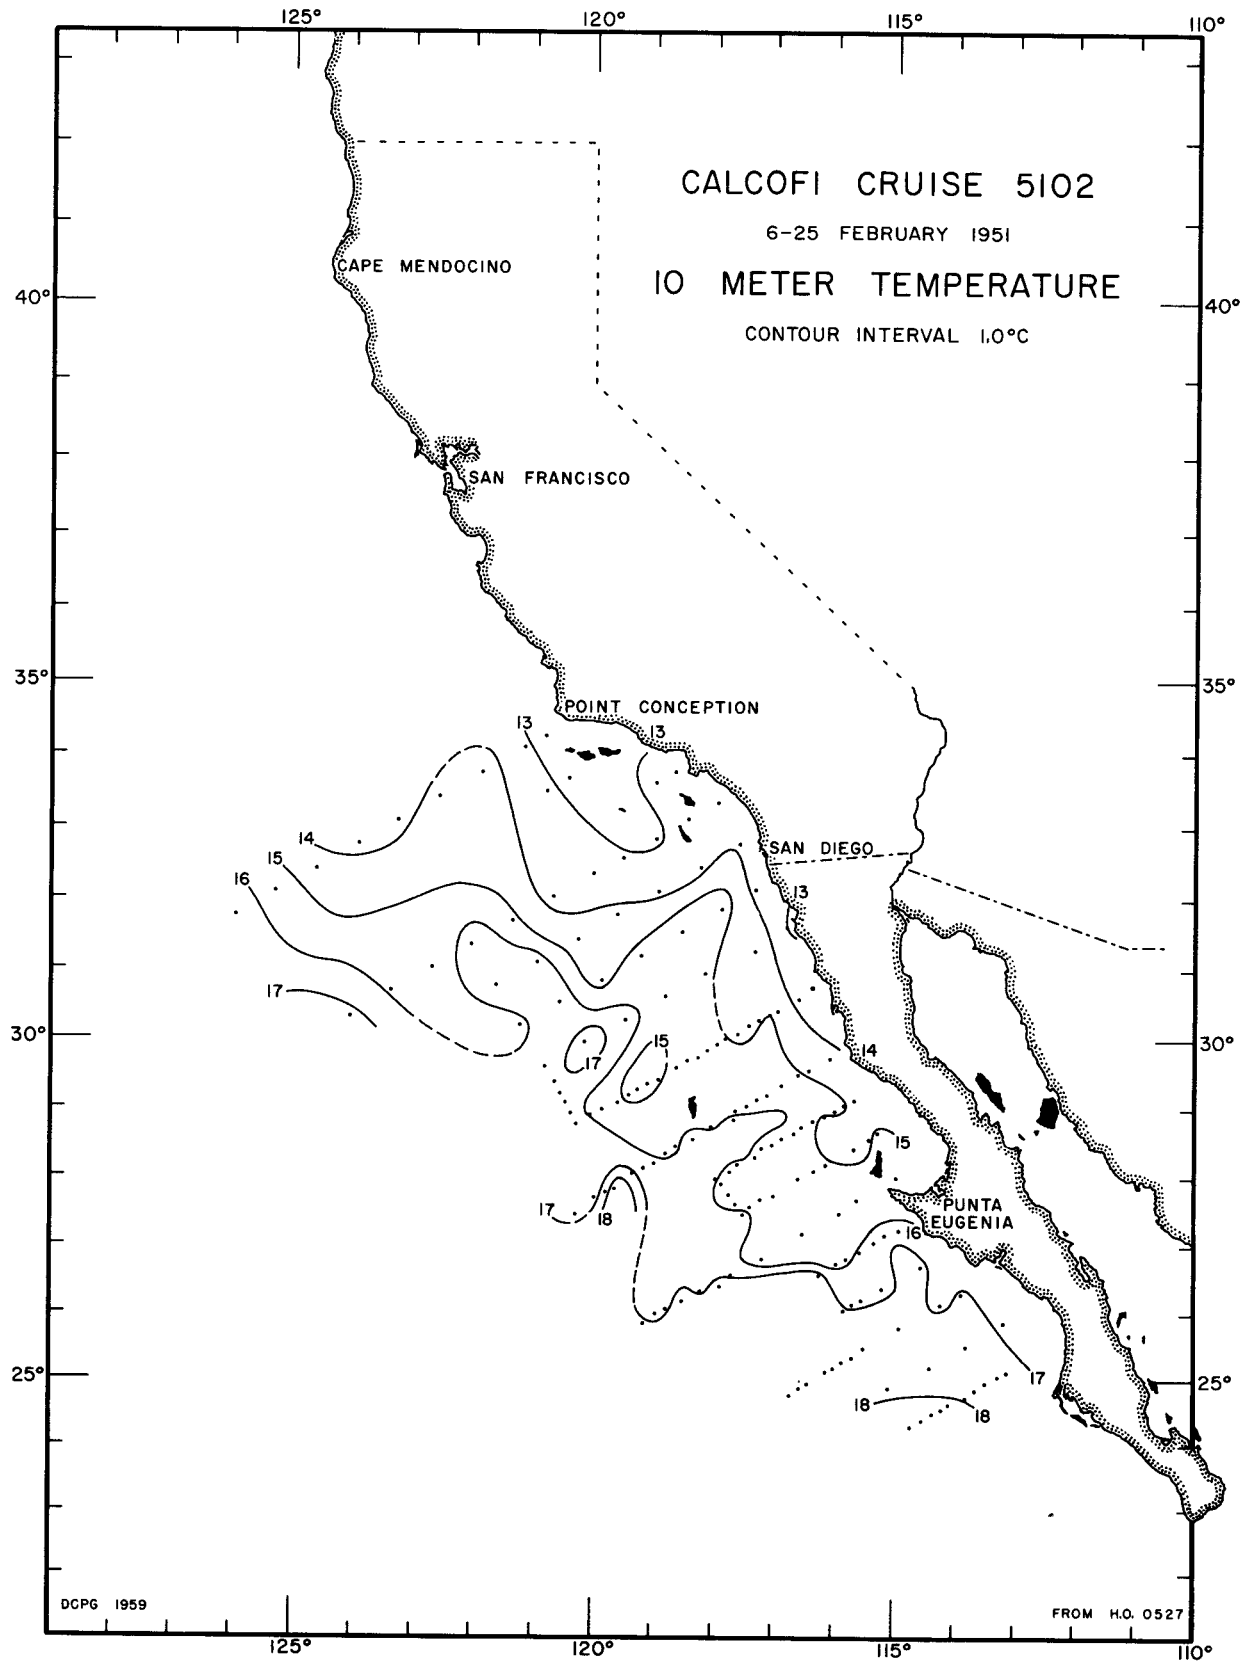 125° 120° 115° 110°
CALCOFI CRUISE 5102
6-25 FEBRUARY 1951
10 METER TEMPERATURE
CONTOUR INTERVAL 1.0°C
CAPE MENDOCINO
40° 40°
SAN FRANCISCO
35° 35°
POINT CONCEPTION
13 13
14
15
16
SAN DIEGO
13
17
30° 30°
15
14
17
15
PUNTA
EUGENIA
17 18
16
25° 25°
17
18 18
DCPG 1959
FROM H.O. 0527
125° 120° 115° 110°